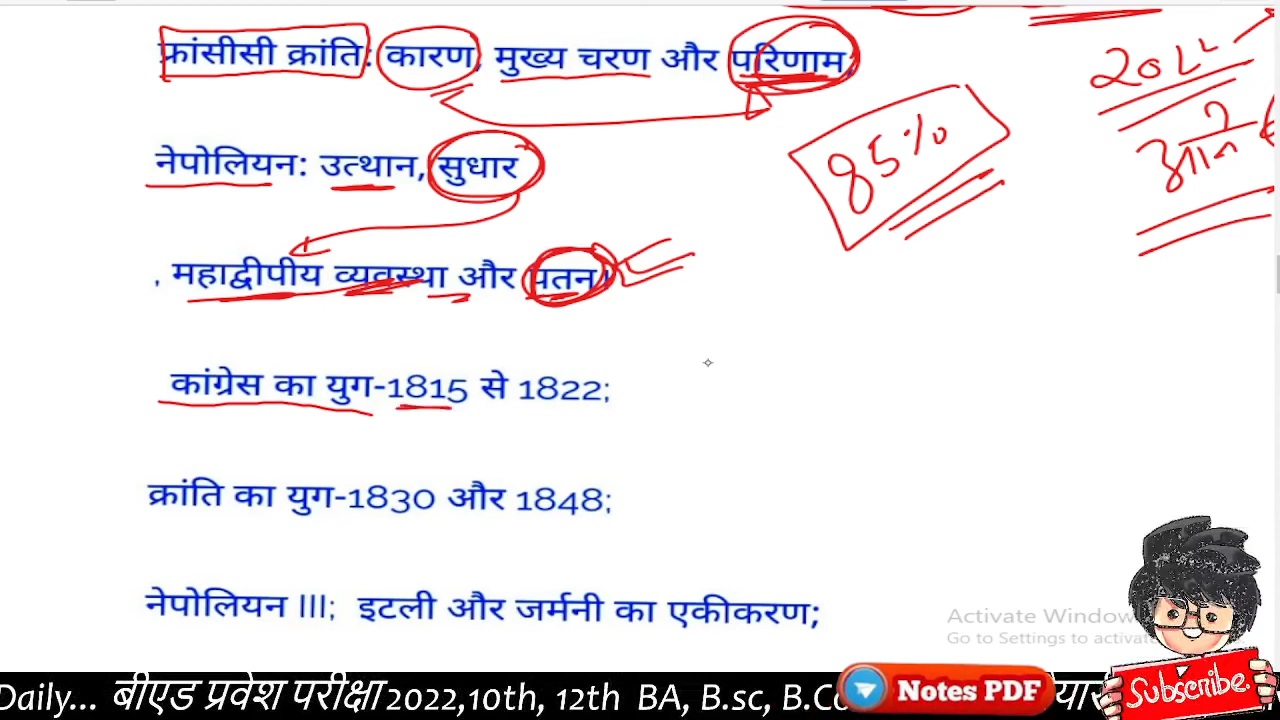 फ्रांसीसी क्रांति: कारण, मुख्य चरण और परिणाम;
2022
85%
नेपोलियन: उत्थान, सुधार
, महाद्वीपीय व्यवस्था और पतन।
कांग्रेस का युग-1815 से 1822;
क्रांति का युग-1830 और 1848;
नेपोलियन III; इटली और जर्मनी का एकीकरण;
Activate Window
Go to Settings to activat
Daily... बीएड प्रवेश परीक्षा 2022,10th, 12th BA, B.sc, B.Co
Notes PDF
Subscribe.